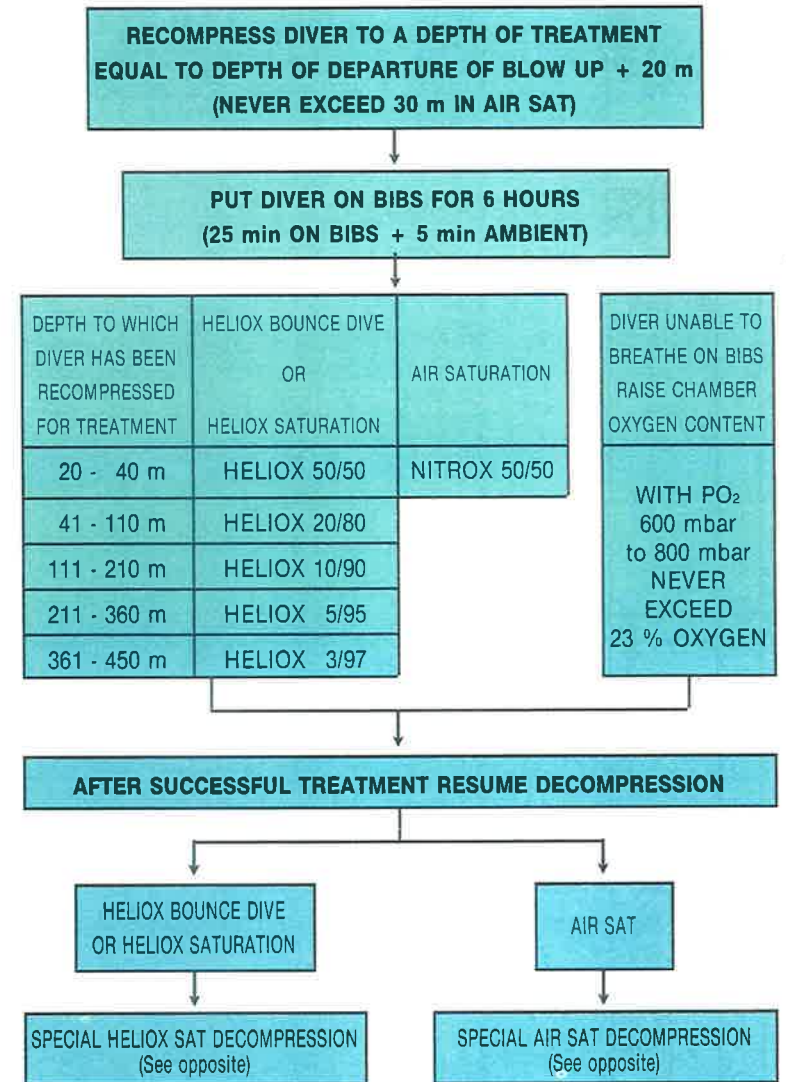 RECOMPRESS DIVER TO A DEPTH OF TREATMENT
EQUAL TO DEPTH OF DEPARTURE OF BLOW UP + 20 m
(NEVER EXCEED 30 m IN AIR SAT)
PUT DIVER ON BIBS FOR 6 HOURS
(25 min ON BIBS + 5 min AMBIENT)
DEPTH TO WHICH
DIVER HAS BEEN
RECOMPRESSED
FOR TREATMENT
HELIOX BOUNCE DIVE
OR
HELIOX SATURATION
AIR SATURATION
20 - 40 m HELIOX 50/50 NITROX 50/50
41 - 110 m HELIOX 20/80
111 - 210 m HELIOX 10/90
211 - 360 m HELIOX 5/95
361 - 450 m HELIOX 3/97
DIVER UNABLE TO
BREATHE ON BIBS
RAISE CHAMBER
OXYGEN CONTENT
WITH PO₂
600 mbar
to 800 mbar
NEVER
EXCEED
23 % OXYGEN
AFTER SUCCESSFUL TREATMENT RESUME DECOMPRESSION
HELIOX BOUNCE DIVE
OR HELIOX SATURATION
AIR SAT
SPECIAL HELIOX SAT DECOMPRESSION
(See opposite)
SPECIAL AIR SAT DECOMPRESSION
(See opposite)